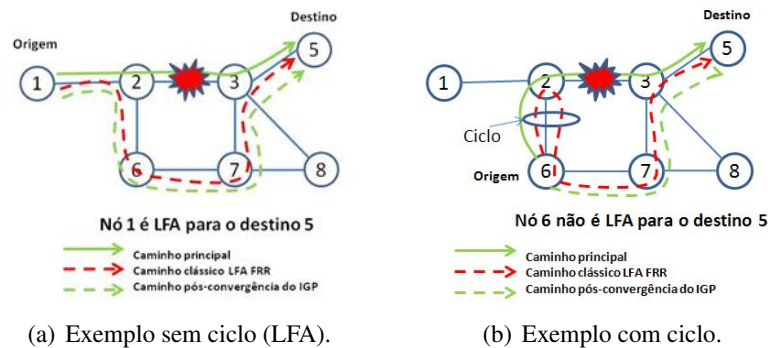 Destino
Origem
1
2
3
5
6
7
8
Nó 1 é LFA para o destino 5
Caminho principal
Caminho clássico LFA FRR
Caminho pós-convergência do IGP
(a) Exemplo sem ciclo (LFA).
Destino
1
2
3
5
Ciclo
Origem
6
7
8
Nó 6 não é LFA para o destino 5
Caminho principal
Caminho clássico LFA FRR
Caminho pós-convergência do IGP
(b) Exemplo com ciclo.